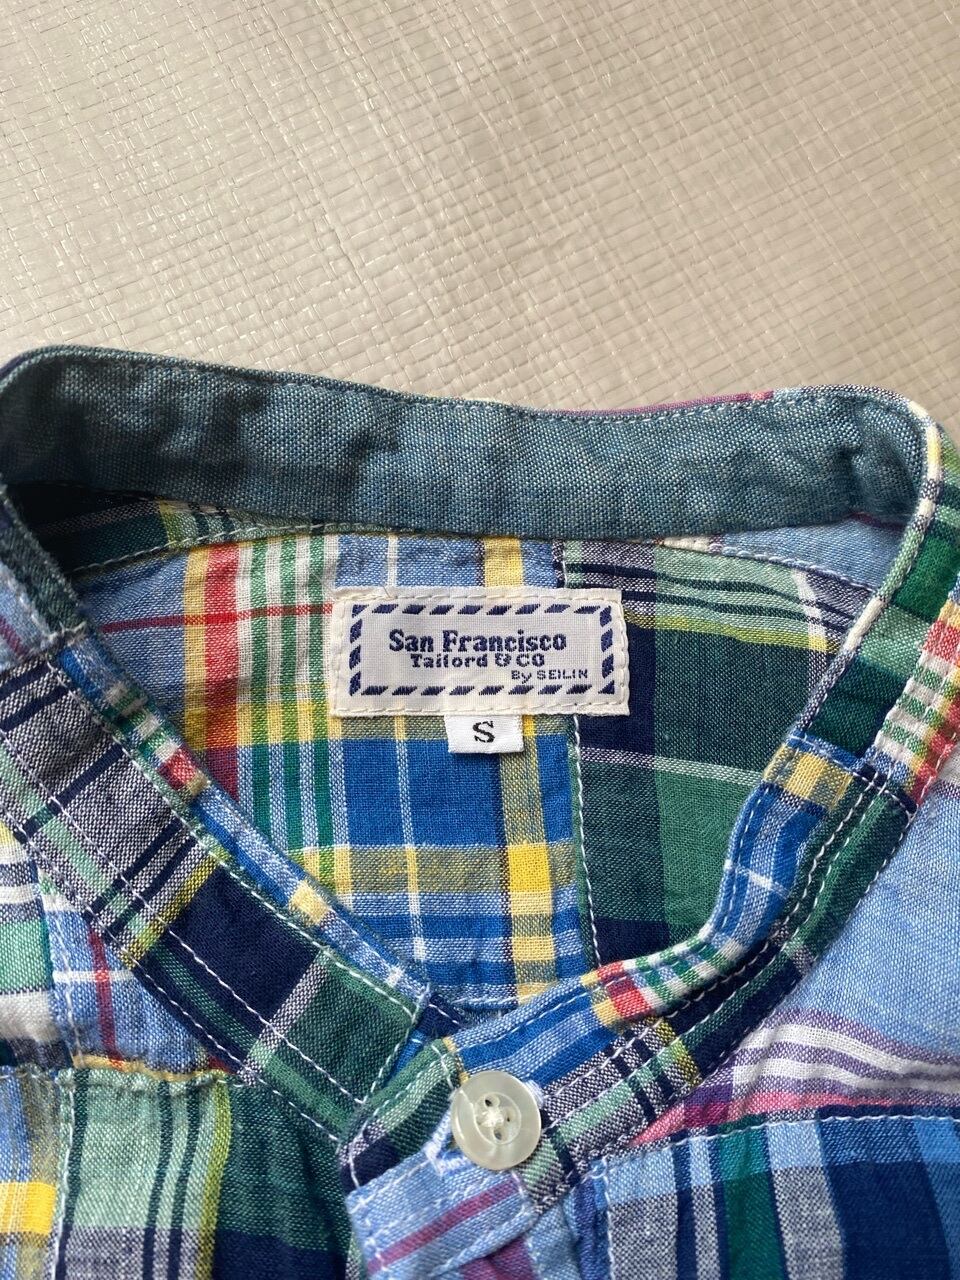 San Francisco
Tailord & CO
By SEILIN
S